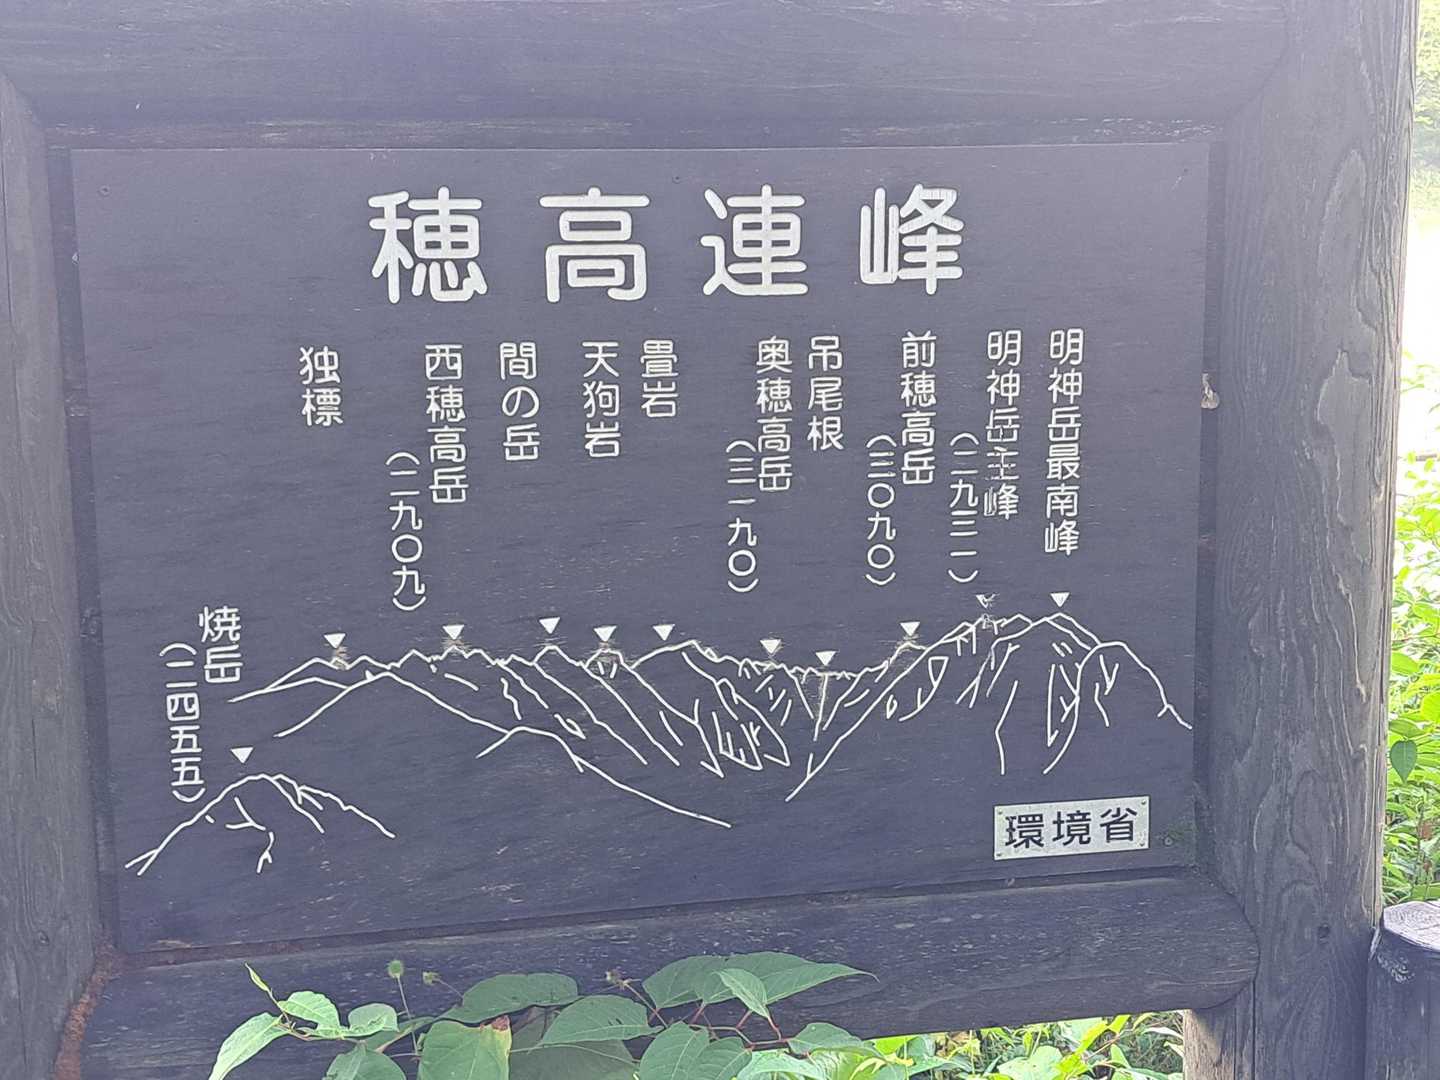 穂高連峰
明神岳最南峰
明神岳主峰
(二九三一)
前穂高岳
(三〇九〇)
吊尾根
奥穂高岳
(三一九〇)
畳岩
天狗岩
間の岳
西穂高岳
(二九〇九)
独標
焼岳
(二四五五)
環境省